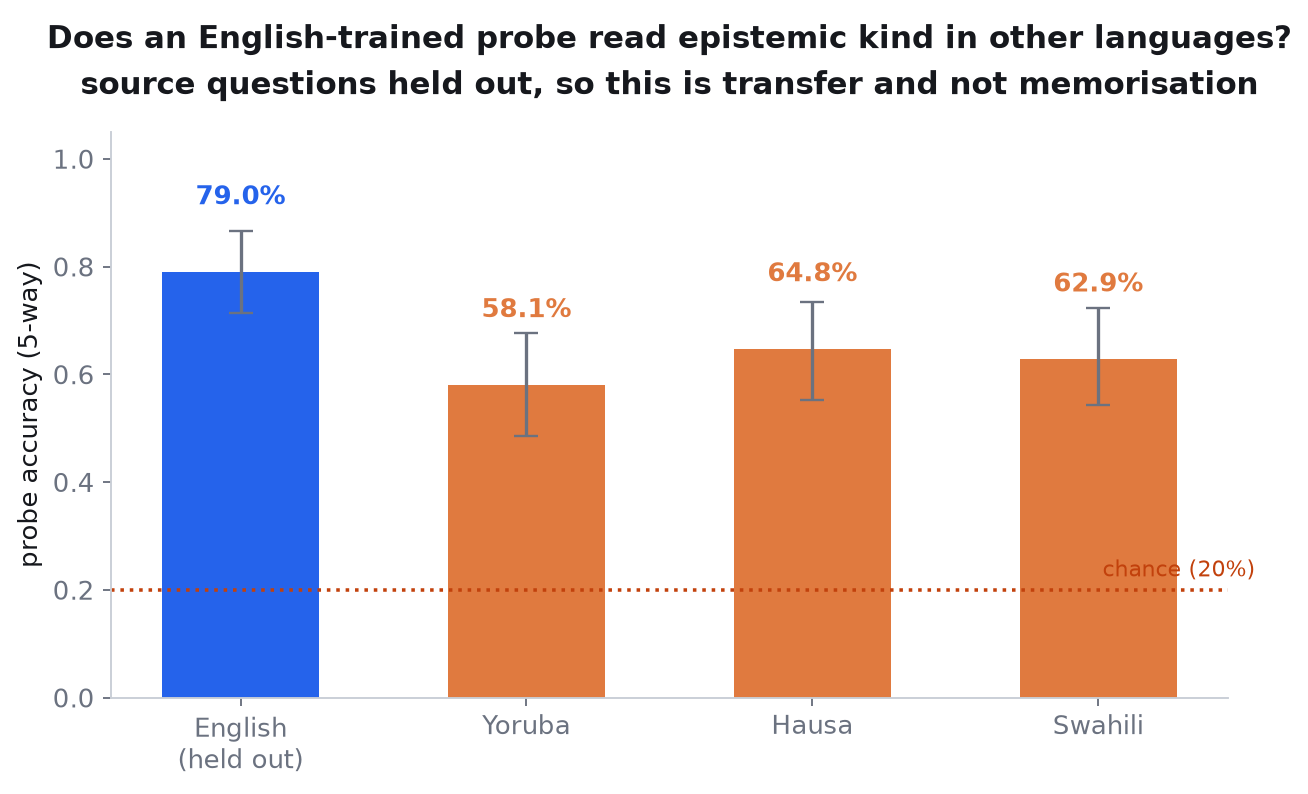 Does an English-trained probe read epistemic kind in other languages?
source questions held out, so this is transfer and not memorisation
probe accuracy (5-way)
1.0
0.8
0.6
0.4
0.2
0.0
79.0%
58.1%
64.8%
62.9%
chance (20%)
English
(held out)
Yoruba
Hausa
Swahili